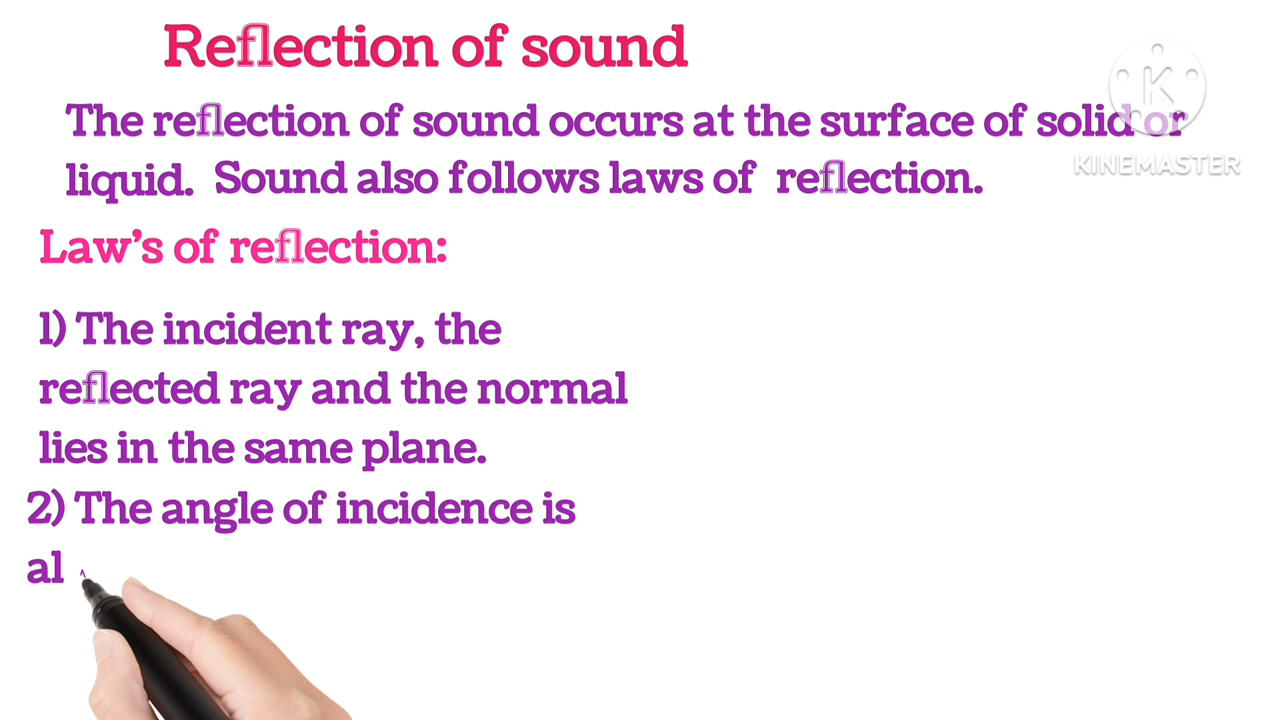 Reflection of sound
The reflection of sound occurs at the surface of solid or
liquid. Sound also follows laws of reflection.
K
KINEMASTER
Law’s of reflection:
1) The incident ray, the
reflected ray and the normal
lies in the same plane.
2) The angle of incidence is
al